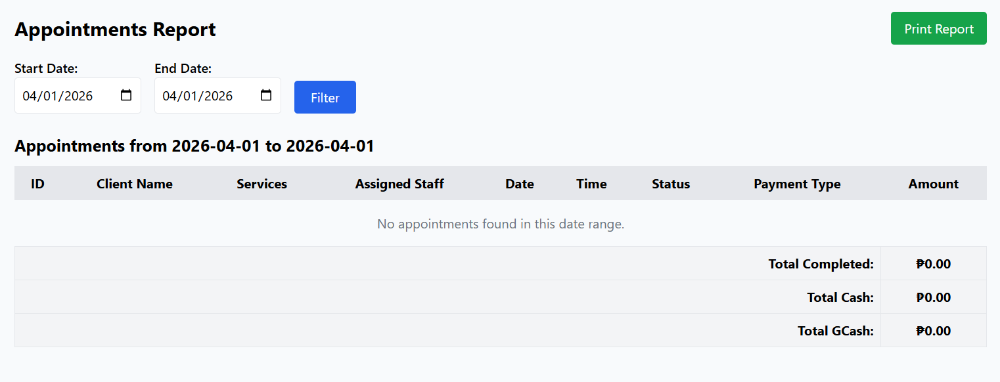 Appointments Report
Print Report
Start Date:
End Date:
04/01/2026
04/01/2026
Filter
Appointments from 2026-04-01 to 2026-04-01
ID Client Name Services Assigned Staff Date Time Status Payment Type Amount
No appointments found in this date range.
Total Completed: ₱0.00
Total Cash: ₱0.00
Total GCash: ₱0.00